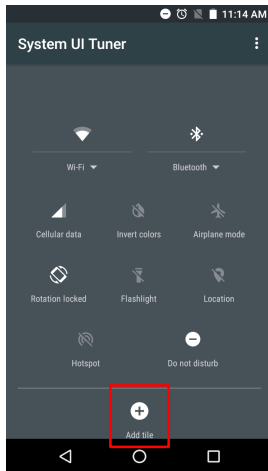 11:14 AM
System UI Tuner
Wi-Fi
Bluetooth
Cellular data
Invert colors
Airplane mode
Rotation locked
Flashlight
Location
Hotspot
Do not disturb
Add tile